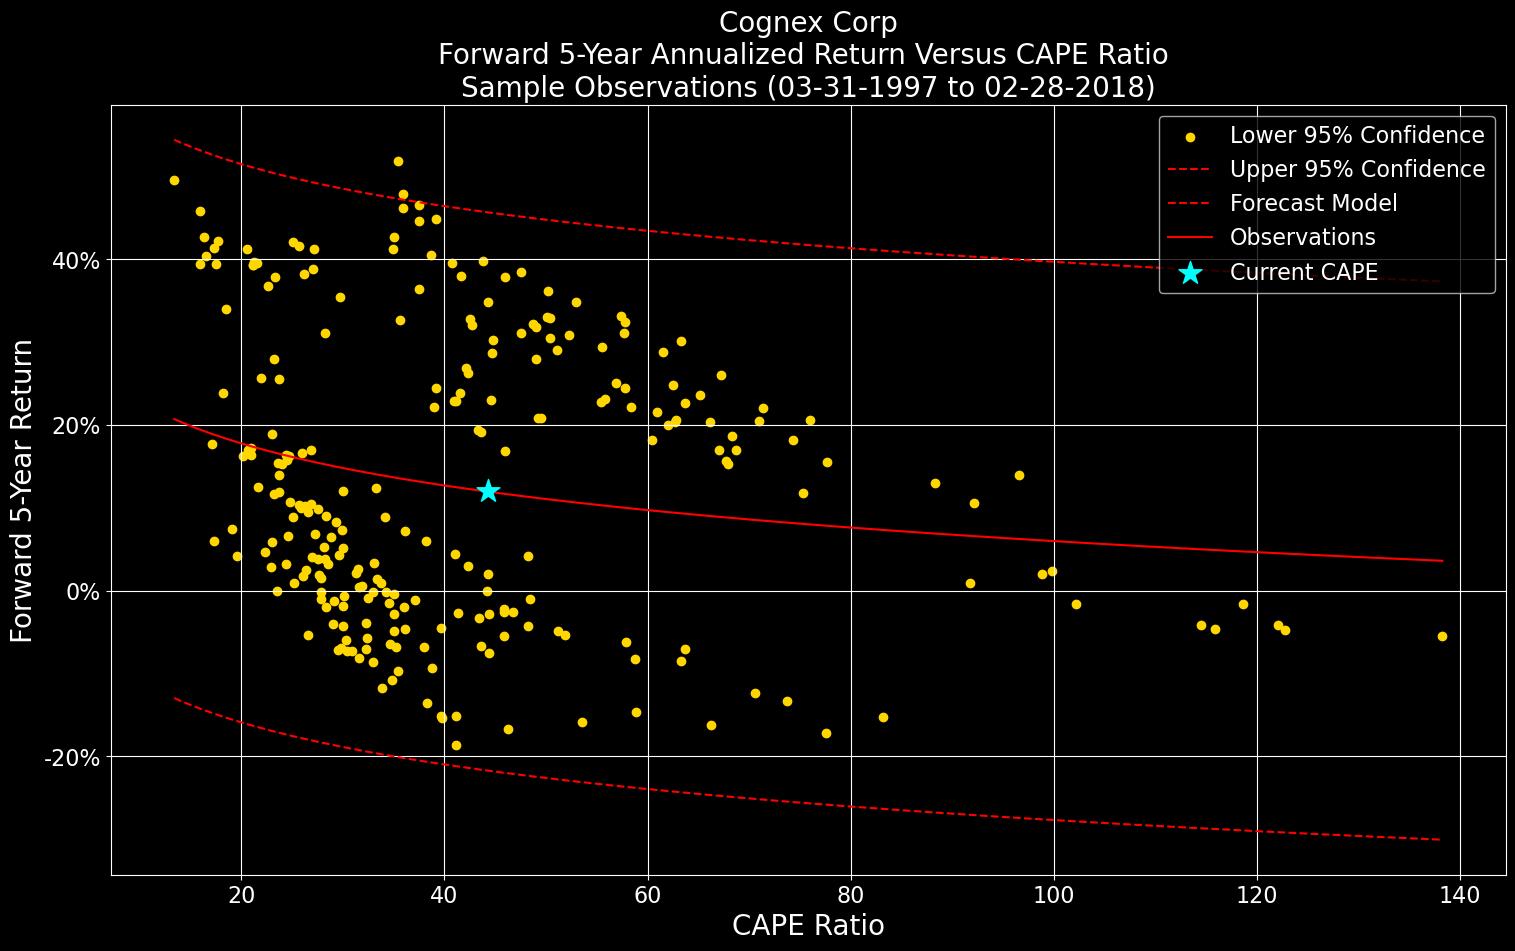 Cognex Corp
Forward 5-Year Annualized Return Versus CAPE Ratio
Sample Observations (03-31-1997 to 02-28-2018)
Lower 95% Confidence
Upper 95% Confidence
Forecast Model
Observations
Current CAPE
Forward 5-Year Return
40%
20%
0%
-20%
20 40 60 80 100 120 140
CAPE Ratio